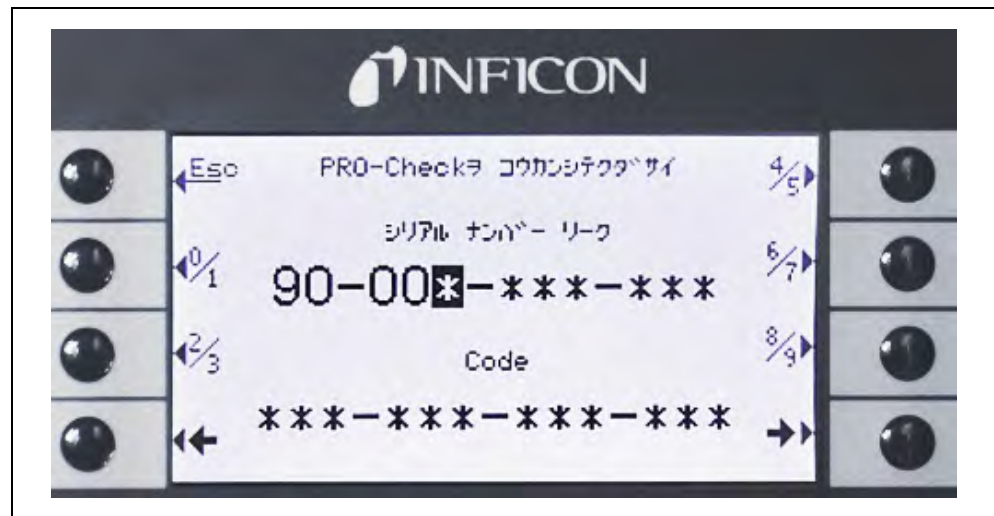 INFICON
Esc PRO-Checkヲ コウカンシテクダサイ 4/5
シリアル ナンバー リーク
0/1 90-00*-***-*** 6/7
2/3 Code 8/9
← ***-***-***-*** →